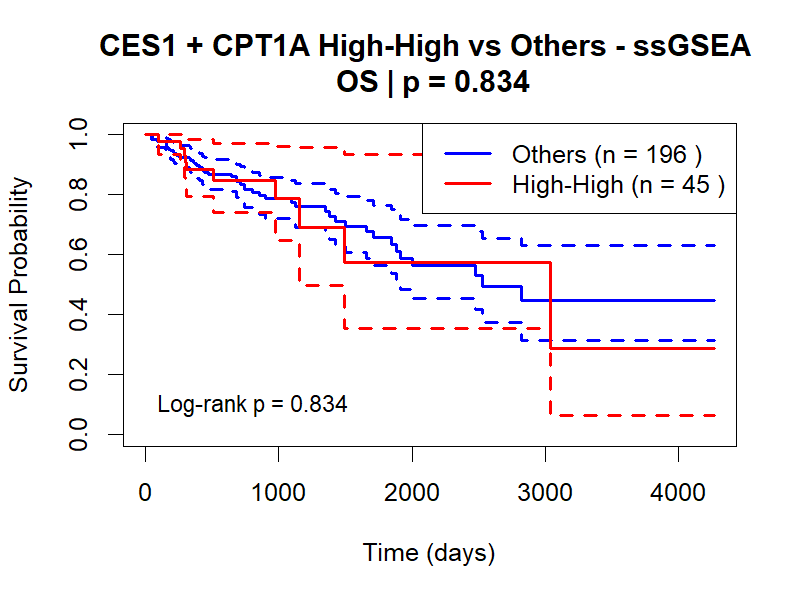 CES1 + CPT1A High-High vs Others - ssGSEA
OS | p = 0.834
Others (n = 196 )
High-High (n = 45 )
Survival Probability
1.0
0.8
0.6
0.4
0.2
0.0
Log-rank p = 0.834
0 1000 2000 3000 4000
Time (days)